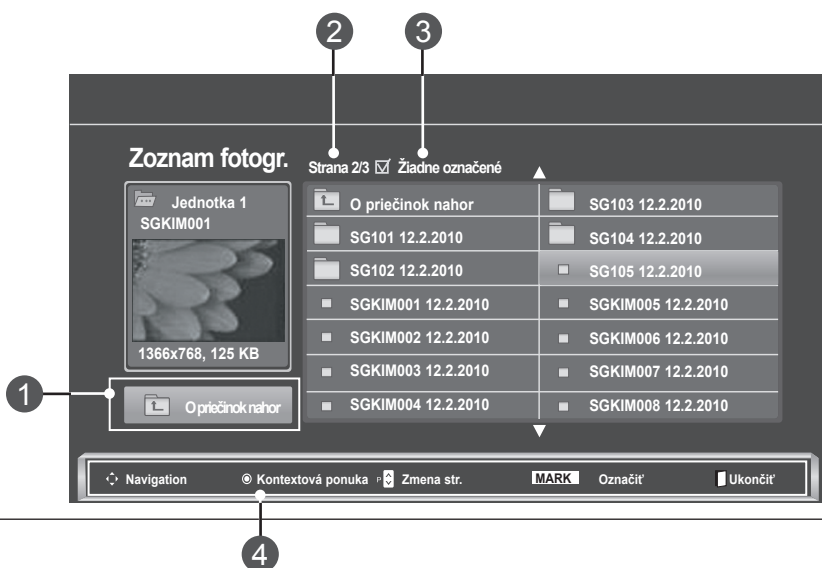 2 3
Zoznam fotogr.
Strana 2/3 ☑ Žiadne označené
Jednotka 1
SGKIM001
1366x768, 125 KB
1
O priečinok nahor
O priečinok nahor
SG101 12.2.2010
SG102 12.2.2010
SGKIM001 12.2.2010
SGKIM002 12.2.2010
SGKIM003 12.2.2010
SGKIM004 12.2.2010
SG103 12.2.2010
SG104 12.2.2010
SG105 12.2.2010
SGKIM005 12.2.2010
SGKIM006 12.2.2010
SGKIM007 12.2.2010
SGKIM008 12.2.2010
Navigation Kontextová ponuka P Zmena str. MARK Označiť Ukončiť
4